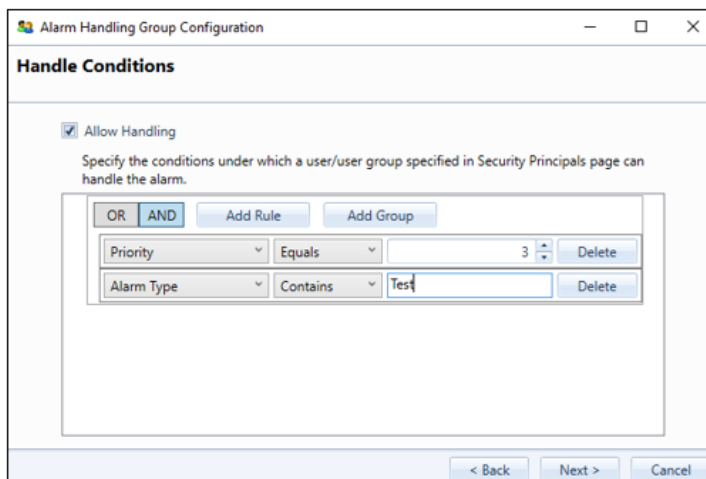 Alarm Handling Group Configuration
Handle Conditions
Allow Handling
Specify the conditions under which a user/user group specified in Security Principals page can
handle the alarm.
OR AND Add Rule Add Group
Priority Equals 3 Delete
Alarm Type Contains Test Delete
< Back Next > Cancel